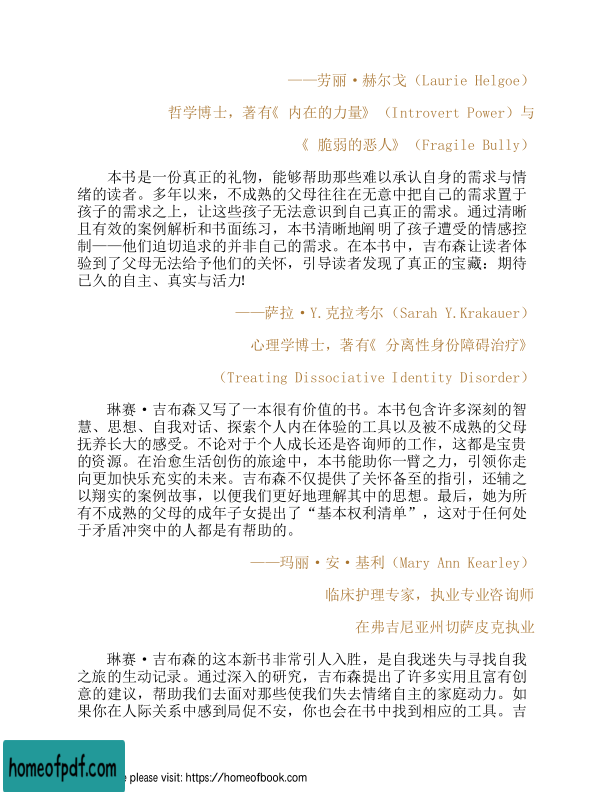 ——劳丽·赫尔戈（Laurie Helgoe）
哲学博士，著有《 内在的力量》（Introvert Power）与
《 脆弱的恶人》（Fragile Bully）
本书是一份真正的礼物，能够帮助那些难以承认自身的需求与情
绪的读者。多年以来，不成熟的父母往往在无意中把自己的需求置于
孩子的需求之上，让这些孩子无法意识到自己真正的需求。通过清晰
且有效的案例解析和书面练习，本书清晰地阐明了孩子遭受的情感控
制——他们迫切追求的并非自己的需求。在本书中，吉布森让读者体
验到了父母无法给予他们的关怀，引导读者发现了真正的宝藏：期待
已久的自主、真实与活力!
——萨拉·Y.克拉考尔（Sarah Y.Krakauer）
心理学博士，著有《 分离性身份障碍治疗》
（Treating Dissociative Identity Disorder）
琳赛·吉布森又写了一本很有价值的书。本书包含许多深刻的智
慧、思想、自我对话、探索个人内在体验的工具以及被不成熟的父母
抚养长大的感受。不论对于个人成长还是咨询师的工作，这都是宝贵
的资源。在治愈生活创伤的旅途中，本书能助你一臂之力，引领你走
向更加快乐充实的未来。吉布森不仅提供了关怀备至的指引，还辅之
以翔实的案例故事，以便我们更好地理解其中的思想。最后，她为所
有不成熟的父母的成年子女提出了“基本权利清单”，这对于任何处
于矛盾冲突中的人都是有帮助的。
——玛丽·安·基利（Mary Ann Kearley）
临床护理专家，执业专业咨询师
在弗吉尼亚州切萨皮克执业
琳赛·吉布森的这本新书非常引人入胜，是自我迷失与寻找自我
之旅的生动记录。通过深入的研究，吉布森提出了许多实用且富有创
意的建议，帮助我们去面对那些使我们失去情绪自主的家庭动力。如
果你在人际关系中感到局促不安，你也会在书中找到相应的工具。吉
homeofpdf.com
e please visit: https://homeofbook.com